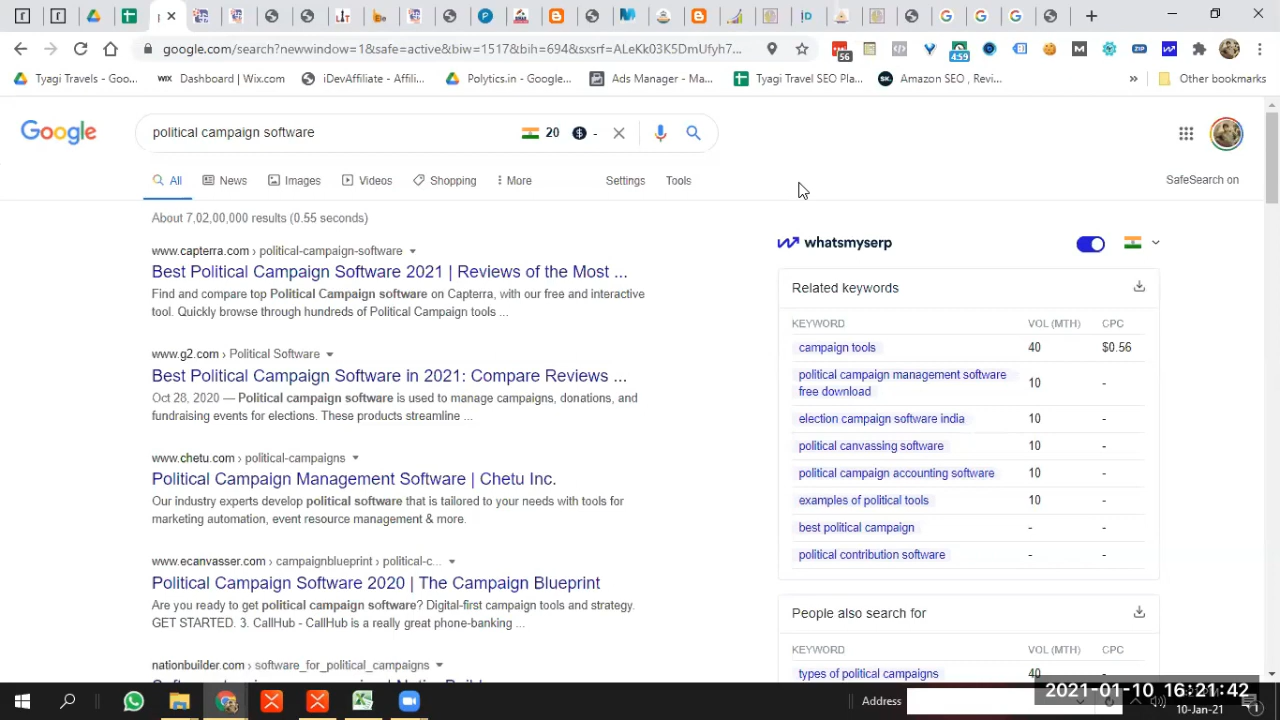 google.com/search?newwindow=1&safe=active&biw=1517&bih=694&sxsrf=ALeKk03K5DmUfyh7...
56
4:59
ZIP
Tyagi Travels - Goo...
WIX Dashboard | Wix.com
iDevAffiliate - Affili...
Polytics.in - Google...
Ads Manager - Ma...
Tyagi Travel SEO Pla...
SK.
Amazon SEO , Revi...
»
Other bookmarks
Google
political campaign software
20
-
All
News
Images
Videos
Shopping
More
Settings
Tools
SafeSearch on
About 7,02,00,000 results (0.55 seconds)
www.capterra.com › political-campaign-software
Best Political Campaign Software 2021 | Reviews of the Most ...
Find and compare top Political Campaign software on Capterra, with our free and interactive
tool. Quickly browse through hundreds of Political Campaign tools ...
www.g2.com › Political Software
Best Political Campaign Software in 2021: Compare Reviews ...
Oct 28, 2020 — Political campaign software is used to manage campaigns, donations, and
fundraising events for elections. These products streamline ...
www.chetu.com › political-campaigns
Political Campaign Management Software | Chetu Inc.
Our industry experts develop political software that is tailored to your needs with tools for
marketing automation, event resource management & more.
www.ecanvasser.com › campaignblueprint › political-c...
Political Campaign Software 2020 | The Campaign Blueprint
Are you ready to get political campaign software? Digital-first campaign tools and strategy.
GET STARTED. 3. CallHub - CallHub is a really great phone-banking ...
nationbuilder.com › software_for_political_campaigns
whatsmyserp
Related keywords
KEYWORD VOL (MTH) CPC
campaign tools 40 $0.56
political campaign management software
free download 10 -
election campaign software india 10 -
political canvassing software 10 -
political campaign accounting software 10 -
examples of political tools 10 -
best political campaign - -
political contribution software - -
People also search for
KEYWORD VOL (MTH) CPC
types of political campaigns 40
Address
2021-01-10 16:21:42
10-Jan-21